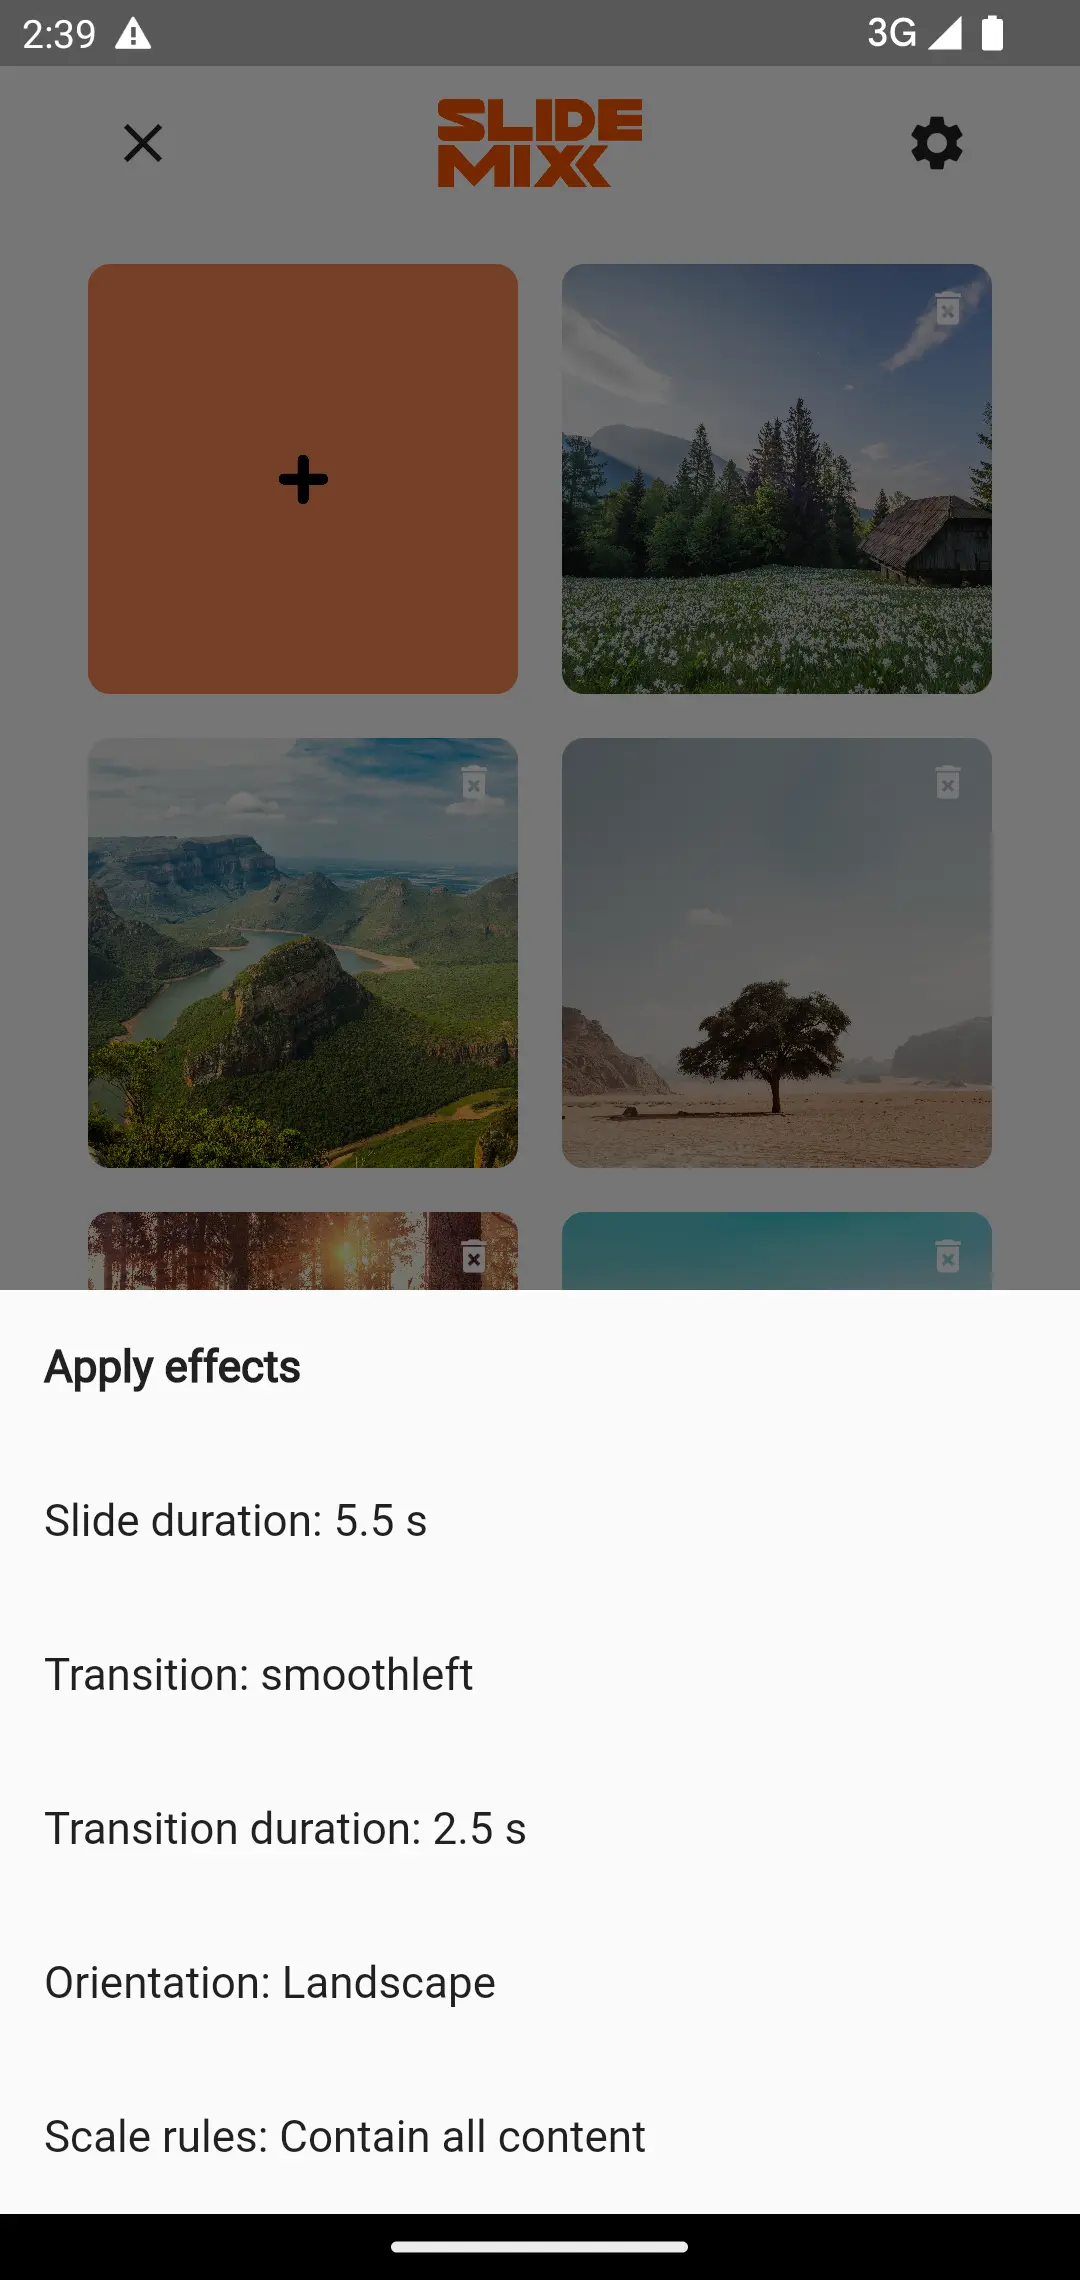 2:39
3G
SLIDE
MIX
Apply effects
Slide duration: 5.5 s
Transition: smoothleft
Transition duration: 2.5 s
Orientation: Landscape
Scale rules: Contain all content